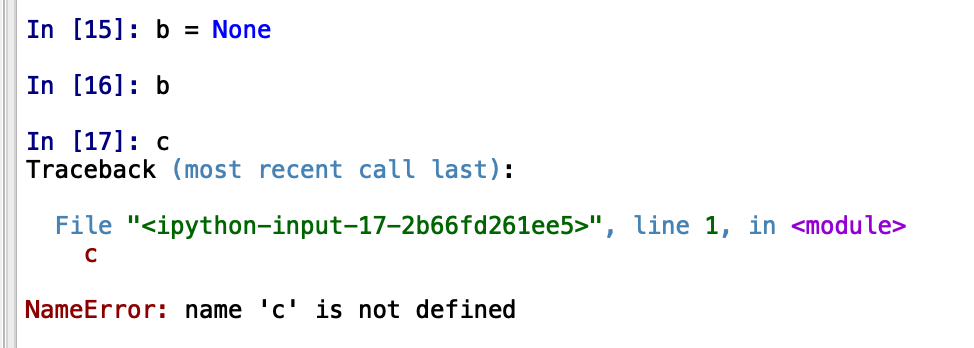 In [15]: b = None
In [16]: b
In [17]: c
Traceback (most recent call last):
File "<ipython-input-17-2b66fd261ee5>", line 1, in <module>
c
NameError: name 'c' is not defined